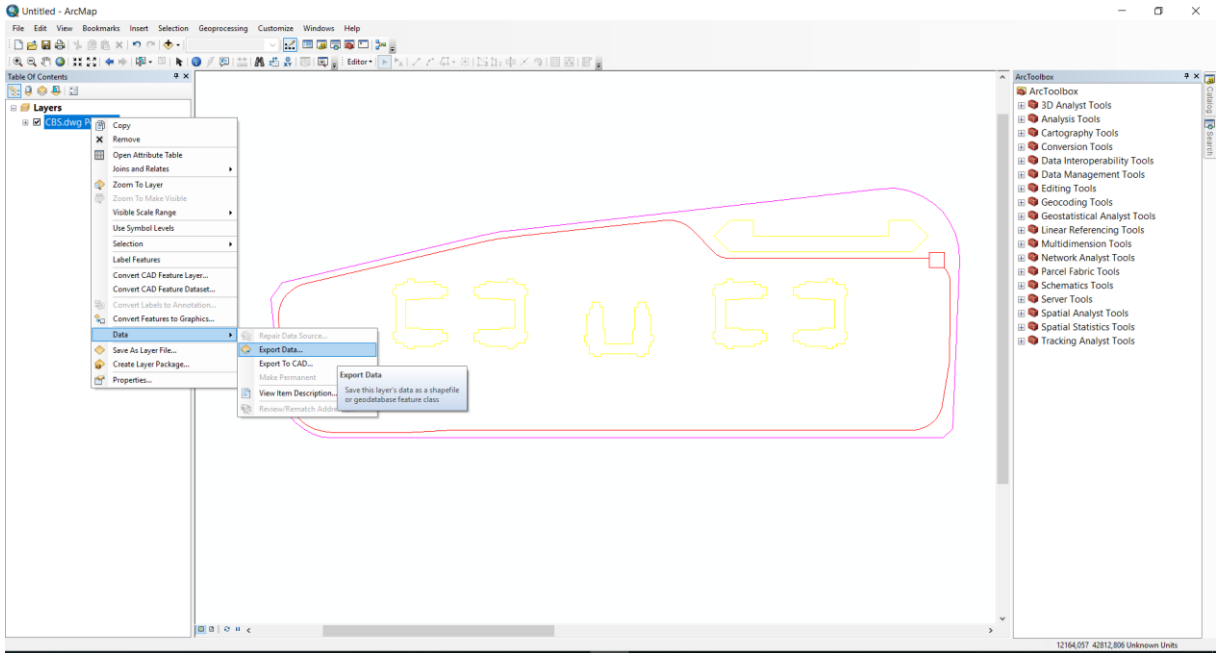 Untitled - ArcMap
File Edit View Bookmarks Insert Selection Geoprocessing Customize Windows Help
Editor
Table Of Contents
Layers
CBS.dwg
Copy
Remove
Open Attribute Table
Joins and Relates
Zoom To Layer
Zoom To Make Visible
Visible Scale Range
Use Symbol Levels
Selection
Label Features
Convert CAD Feature Layer...
Convert CAD Feature Dataset...
Convert Labels to Annotation...
Convert Features to Graphics...
Data
Save As Layer File...
Create Layer Package...
Properties...
Repair Data Source...
Export Data...
Export To CAD...
Make Permanent
View Item Description...
Review/Rematch
Export Data
Save this layer's data as a shapefile
or geodatabase feature class
ArcToolbox
ArcToolbox
3D Analyst Tools
Analysis Tools
Cartography Tools
Conversion Tools
Data Interoperability Tools
Data Management Tools
Editing Tools
Geocoding Tools
Geostatistical Analyst Tools
Linear Referencing Tools
Multidimension Tools
Network Analyst Tools
Parcel Fabric Tools
Schematics Tools
Server Tools
Spatial Analyst Tools
Spatial Statistics Tools
Tracking Analyst Tools
Catalog
Search
12164,057 42812,806 Unknown Units